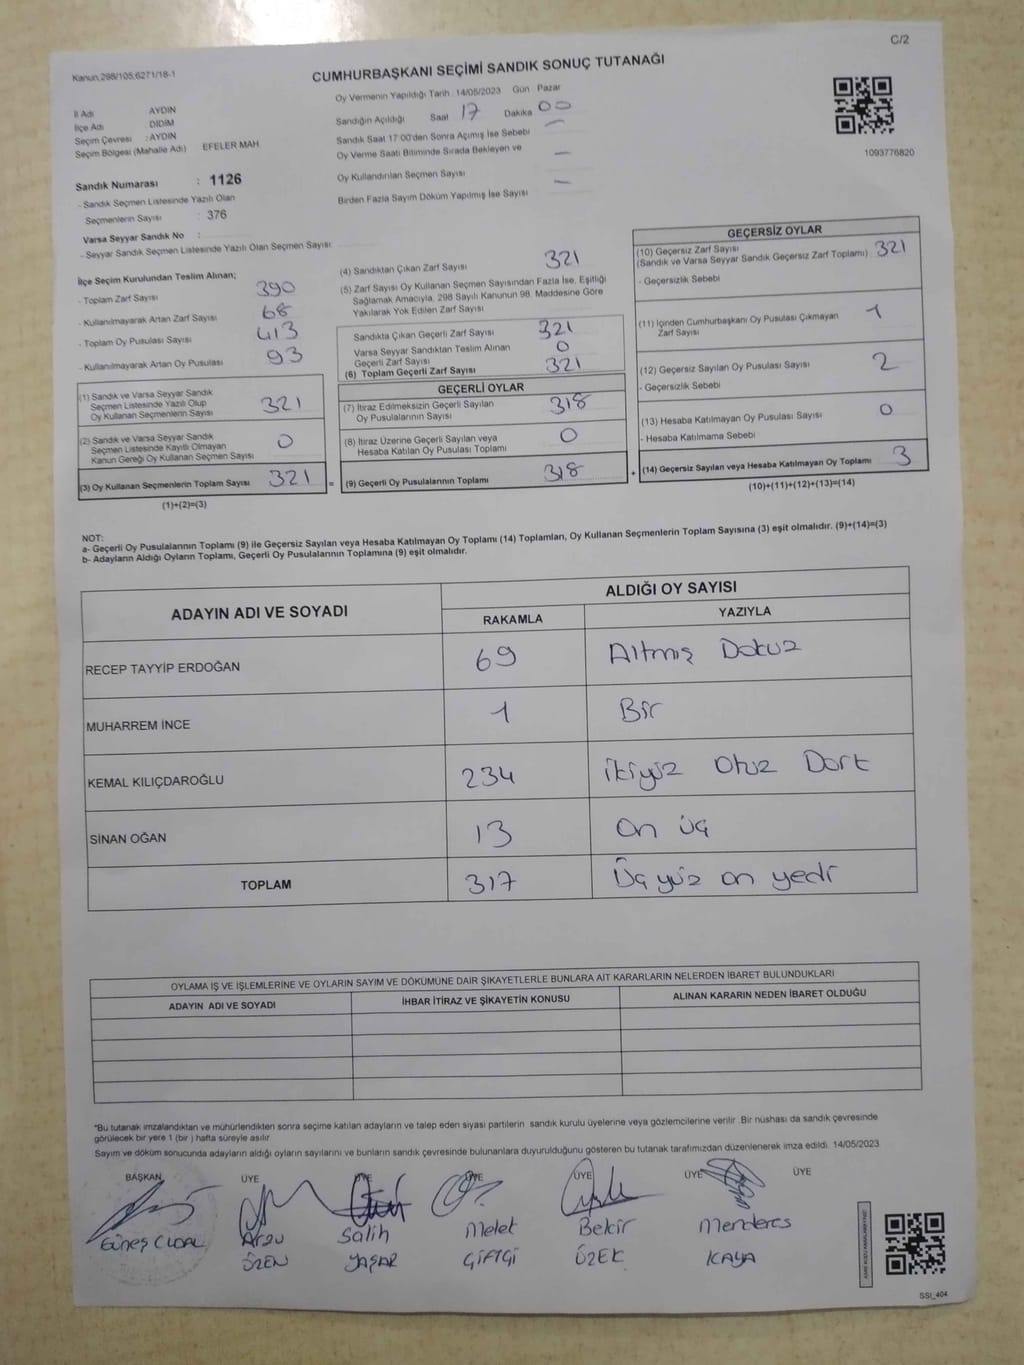 C/2
Kanun,298/105,6271/18-1
CUMHURBAŞKANI SEÇİMİ SANDIK SONUÇ TUTANAĞI
İl Adı AYDIN
İlçe Adı : DİDİM
Seçim Çevresi : AYDIN
Seçim Bölgesi (Mahalle Adı) EFELER MAH
Oy Vermenin Yapıldığı Tarih : 14/05/2023 Gün Pazar
Sandığın Açıldığı Saat 17 Dakika 00
Sandık Saat 17:00'den Sonra Açımış İse Sebebi —
Oy Verme Saati Bitiminde Sırada Bekleyen ve
Oy Kullandırılan Seçmen Sayısı —
Birden Fazla Sayım Döküm Yapılmış İse Sayısı —
1093776820
Sandık Numarası : 1126
- Sandık Seçmen Listesinde Yazılı Olan
Seçmenlerin Sayısı : 376
Varsa Seyyar Sandık No :
- Seyyar Sandık Seçmen Listesinde Yazılı Olan Seçmen Sayısı:
İlçe Seçim Kurulundan Teslim Alınan;
- Toplam Zarf Sayısı 390
- Kullanılmayarak Artan Zarf Sayısı 68
- Toplam Oy Pusulası Sayısı 413
- Kullanılmayarak Artan Oy Pusulası 93
(1) Sandık ve Varsa Seyyar Sandık
Seçmen Listesinde Yazılı Olup
Oy Kullanan Seçmenlerin Sayısı 321
(2) Sandık ve Varsa Seyyar Sandık
Seçmen Listesinde Kayıtlı Olmayan
Kanun Gereği Oy Kullanan Seçmen Sayısı 0
(3) Oy Kullanan Seçmenlerin Toplam Sayısı 321 =
(1)+(2)=(3)
(4) Sandıktan Çıkan Zarf Sayısı 321
(5) Zarf Sayısı Oy Kullanan Seçmen Sayısından Fazla İse, Eşitliği
Sağlamak Amacıyla, 298 Sayılı Kanunun 98. Maddesine Göre
Yakılarak Yok Edilen Zarf Sayısı
Sandıkta Çıkan Geçerli Zarf Sayısı 321
Varsa Seyyar Sandıktan Teslim Alınan
Geçerli Zarf Sayısı 0
(6) Toplam Geçerli Zarf Sayısı 321
GEÇERLİ OYLAR
(7) İtiraz Edilmeksizin Geçerli Sayılan
Oy Pusulalarının Sayısı 318
(8) İtiraz Üzerine Geçerli Sayılan veya
Hesaba Katılan Oy Pusulası Toplamı 0
(9) Geçerli Oy Pusulalarının Toplamı 318 +
GEÇERSİZ OYLAR
(10) Geçersiz Zarf Sayısı
(Sandık ve Varsa Seyyar Sandık Geçersiz Zarf Toplamı) 321
- Geçersizlik Sebebi
(11) İçinden Cumhurbaşkanı Oy Pusulası Çıkmayan
Zarf Sayısı 1
(12) Geçersiz Sayılan Oy Pusulası Sayısı 2
- Geçersizlik Sebebi
(13) Hesaba Katılmayan Oy Pusulası Sayısı 0
- Hesaba Katılmama Sebebi
(14) Geçersiz Sayılan veya Hesaba Katılmayan Oy Toplamı 3
(10)+(11)+(12)+(13)=(14)
NOT:
a- Geçerli Oy Pusulalarının Toplamı (9) ile Geçersiz Sayılan veya Hesaba Katılmayan Oy Toplamı (14) Toplamları, Oy Kullanan Seçmenlerin Toplam Sayısına (3) eşit olmalıdır. (9)+(14)=(3)
b- Adayların Aldığı Oyların Toplamı, Geçerli Oy Pusulalarının Toplamına (9) eşit olmalıdır.
ADAYIN ADI VE SOYADI
ALDIĞI OY SAYISI
RAKAMLA YAZIYLA
RECEP TAYYİP ERDOĞAN 69 Altmış Dokuz
MUHARREM İNCE 1 Bir
KEMAL KILIÇDAROĞLU 234 ikiyüz Otuz Dört
SİNAN OĞAN 13 On üç
TOPLAM 317 Üç yüz on yedi
OYLAMA İŞ VE İŞLEMLERİNE VE OYLARIN SAYIM VE DÖKÜMÜNE DAİR ŞİKAYETLERLE BUNLARA AİT KARARLARIN NELERDEN İBARET BULUNDUKLARI
ADAYIN ADI VE SOYADI İHBAR İTİRAZ VE ŞİKAYETİN KONUSU ALINAN KARARIN NEDEN İBARET OLDUĞU
*Bu tutanak imzalandıktan ve mühürlendikten sonra seçime katılan adayların ve talep eden siyasi partilerin sandık kurulu üyelerine veya gözlemcilerine verilir. Bir nüshası da sandık çevresinde
görülecek bir yere 1 (bir ) hafta süreyle asılır
Sayım ve döküm sonucunda adayların aldığı oyların sayılarını ve bunların sandık çevresinde bulunanlara duyurulduğunu gösteren bu tutanak tarafımızdan düzenlenerek imza edildi. 14/05/2023
BAŞKAN ÜYE ÜYE ÜYE ÜYE ÜYE
Güneş Arzu Salih Melek Bekir Menderes
ÖZEN YAŞAR ÇİFTÇİ ÖZEK KAYA
SSİ_404